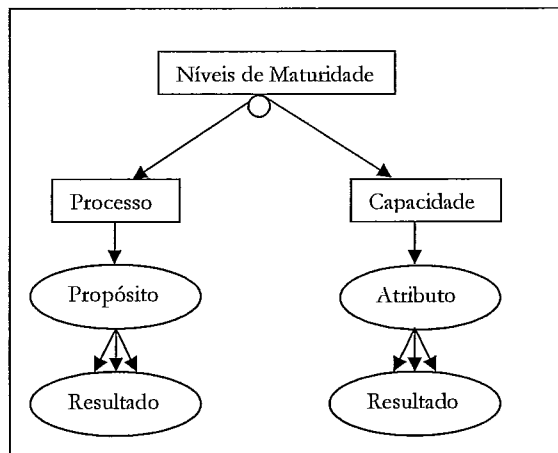 Níveis de Maturidade
Processo
Capacidade
Propósito
Atributo
Resultado
Resultado